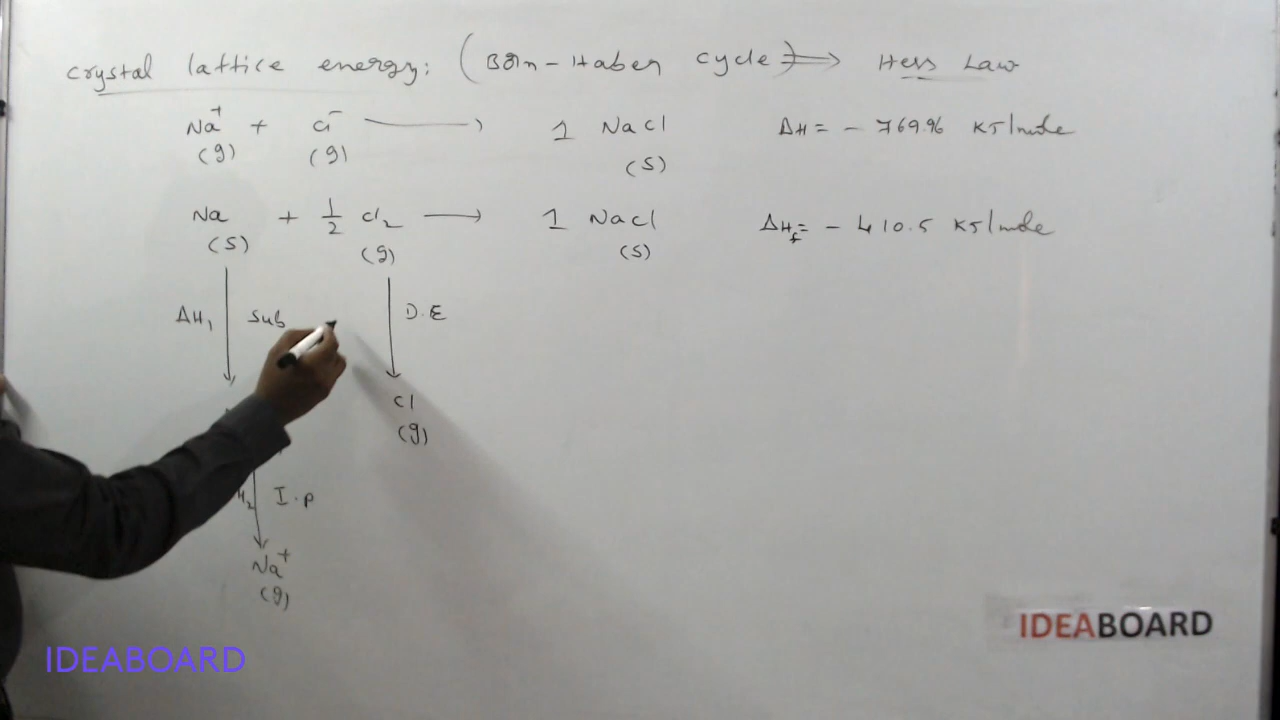 crystal lattice energy: (Born-Haber cycle) ⟹ Hess Law
Na⁺ + Cl⁻ ⟶ 1 NaCl ΔH = - 769.96 KJ/mole
(g) (g) (s)
Na + 1/2 Cl₂ ⟶ 1 NaCl ΔHf = - 410.5 KJ/mole
(s) (g) (s)
ΔH₁ Sub D.E
Cl
(g)
H₂ I.P
Na⁺
(g)
IDEABOARD
IDEABOARD